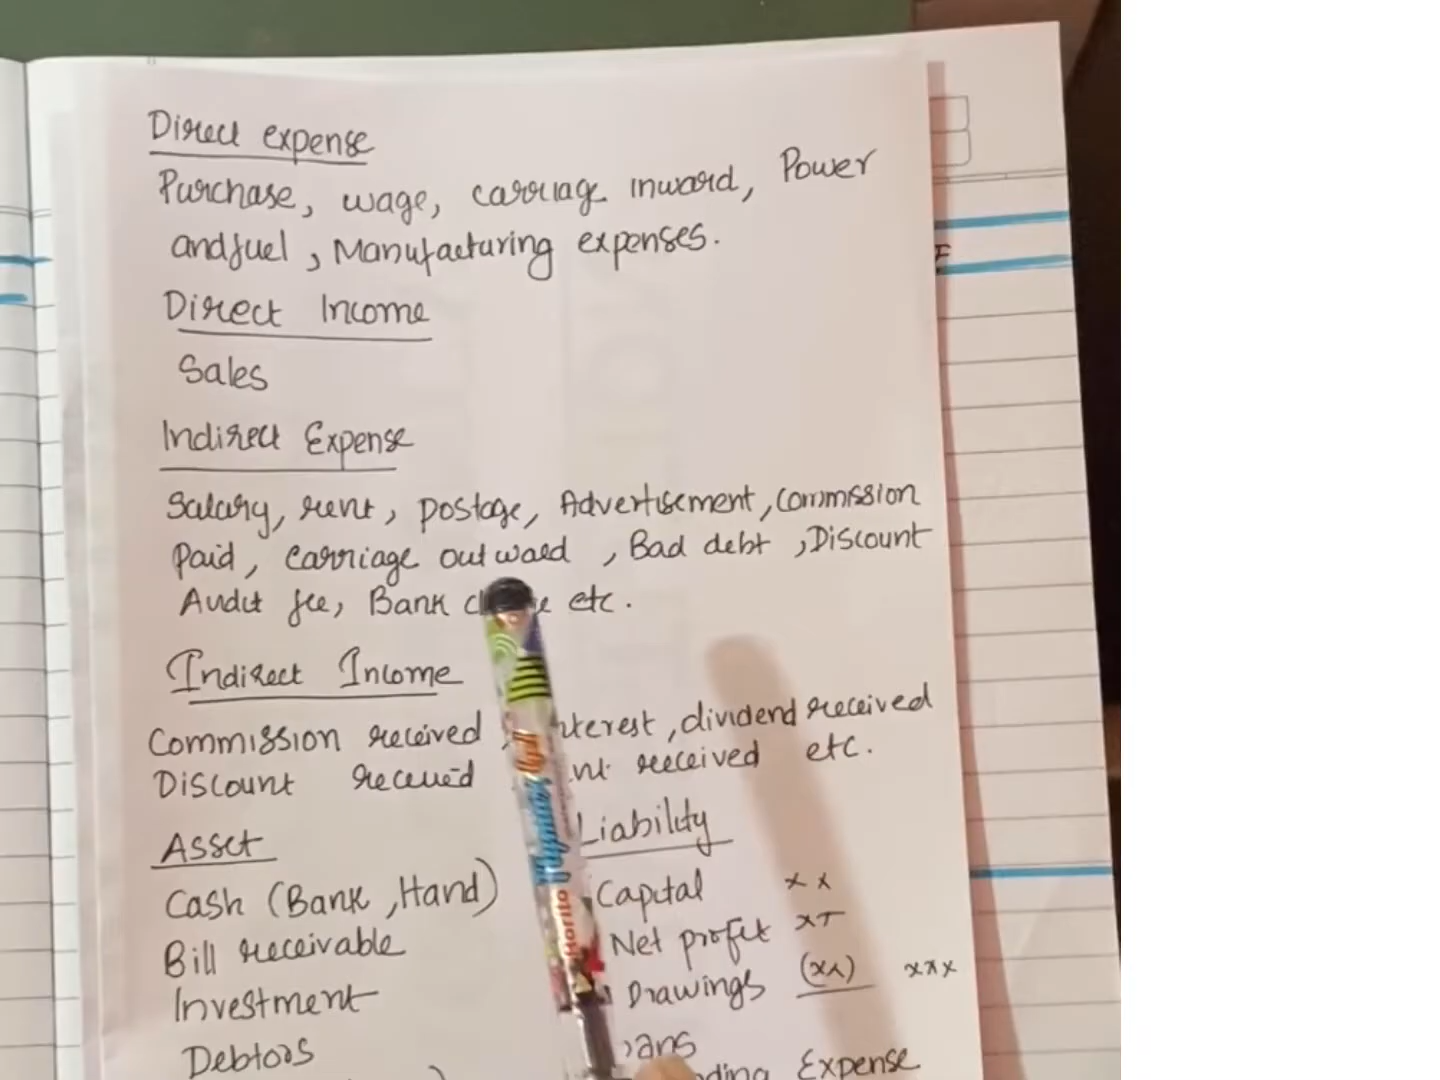 Direct expense
Purchase, wage, carriage inward, Power
and fuel, Manufacturing expenses.
Direct Income
Sales
Indirect Expense
Salary, rent, postage, Advertisement, Commission
Paid, carriage outward, Bad debt, Discount
Audit fee, Bank etc.
Indirect Income
Commission received, dividend received
Discount received received etc.
Asset
Liability
Cash (Bank, Hand)
Capital xx
Bill receivable
Net profit xx
Investment
Drawings (xx) xxx
Debtors
Expense
Horito